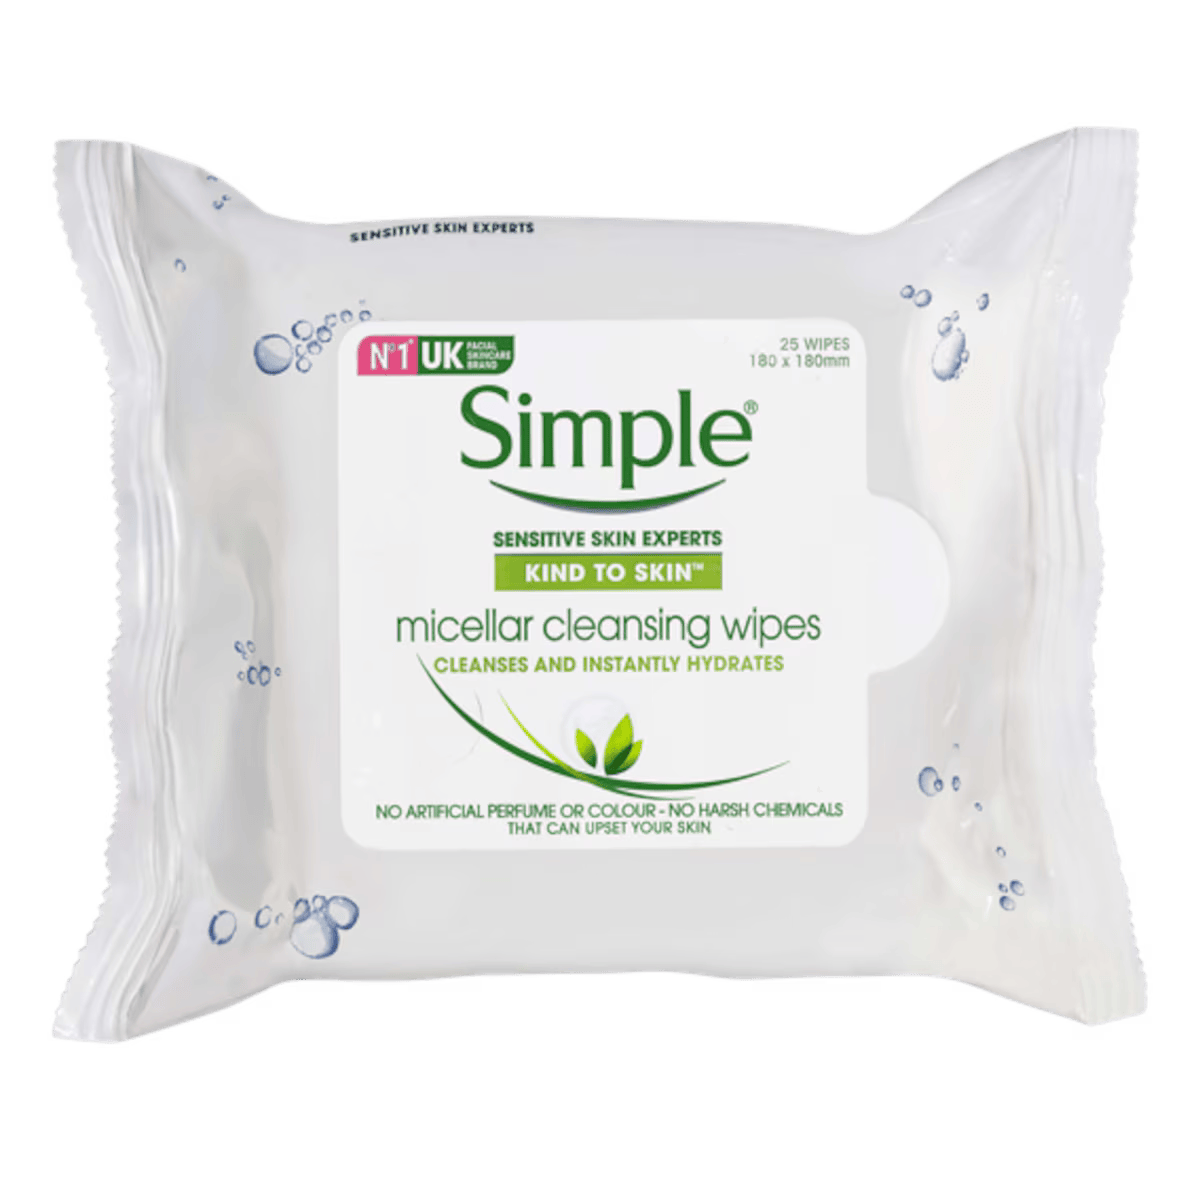 SENSITIVE SKIN EXPERTS
Nº1 UK FACIAL SKINCARE BRAND
25 WIPES
180 x 180mm
Simple®
SENSITIVE SKIN EXPERTS
KIND TO SKIN™
micellar cleansing wipes
CLEANSES AND INSTANTLY HYDRATES
NO ARTIFICIAL PERFUME OR COLOUR - NO HARSH CHEMICALS
THAT CAN UPSET YOUR SKIN